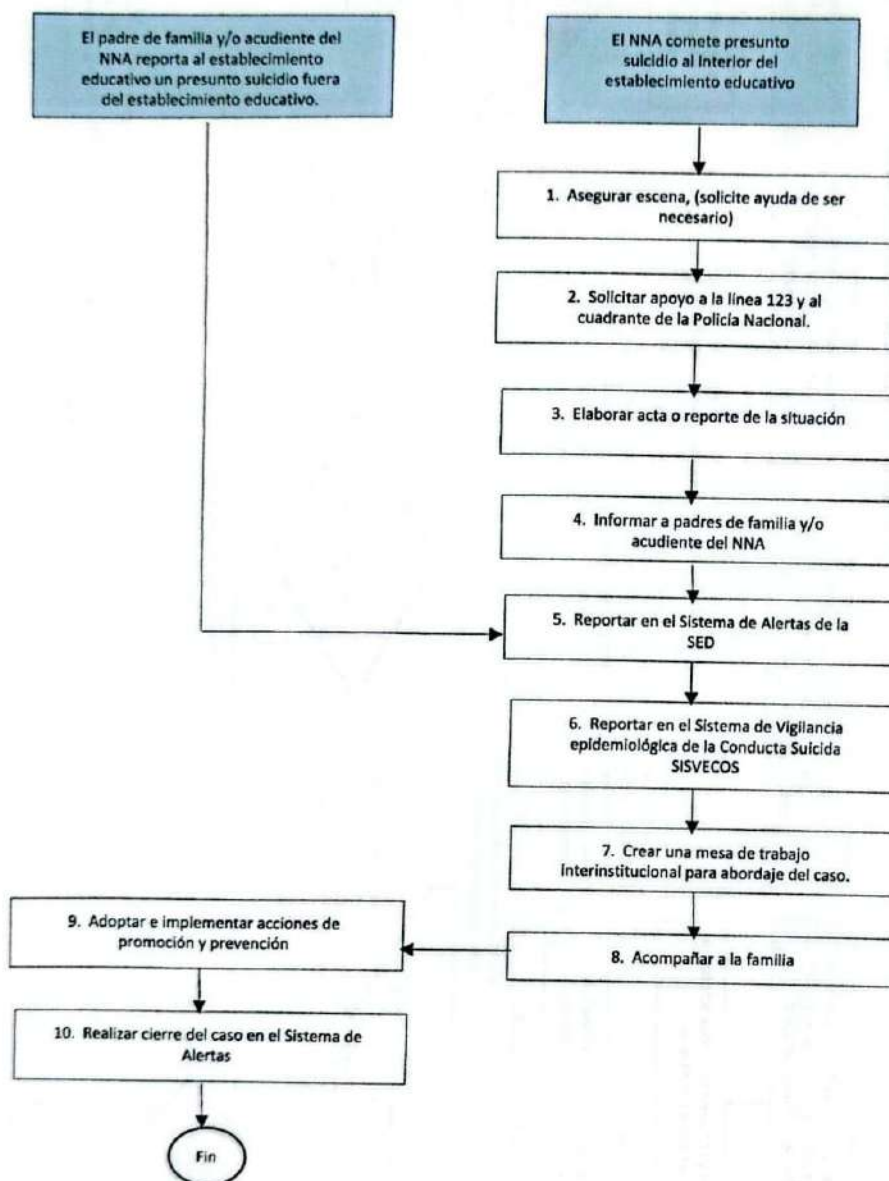 El padre de familia y/o acudiente del
NNA reporta al establecimiento
educativo un presunto suicidio fuera
del establecimiento educativo.
El NNA comete presunto
suicidio al interior del
establecimiento educativo
1. Asegurar escena, (solicite ayuda de ser
necesario)
2. Solicitar apoyo a la línea 123 y al
cuadrante de la Policía Nacional.
3. Elaborar acta o reporte de la situación
4. Informar a padres de familia y/o
acudiente del NNA
5. Reportar en el Sistema de Alertas de la
SED
6. Reportar en el Sistema de Vigilancia
epidemiológica de la Conducta Suicida
SISVECOS
7. Crear una mesa de trabajo
interinstitucional para abordaje del caso.
8. Acompañar a la familia
9. Adoptar e implementar acciones de
promoción y prevención
10. Realizar cierre del caso en el Sistema de
Alertas
Fin